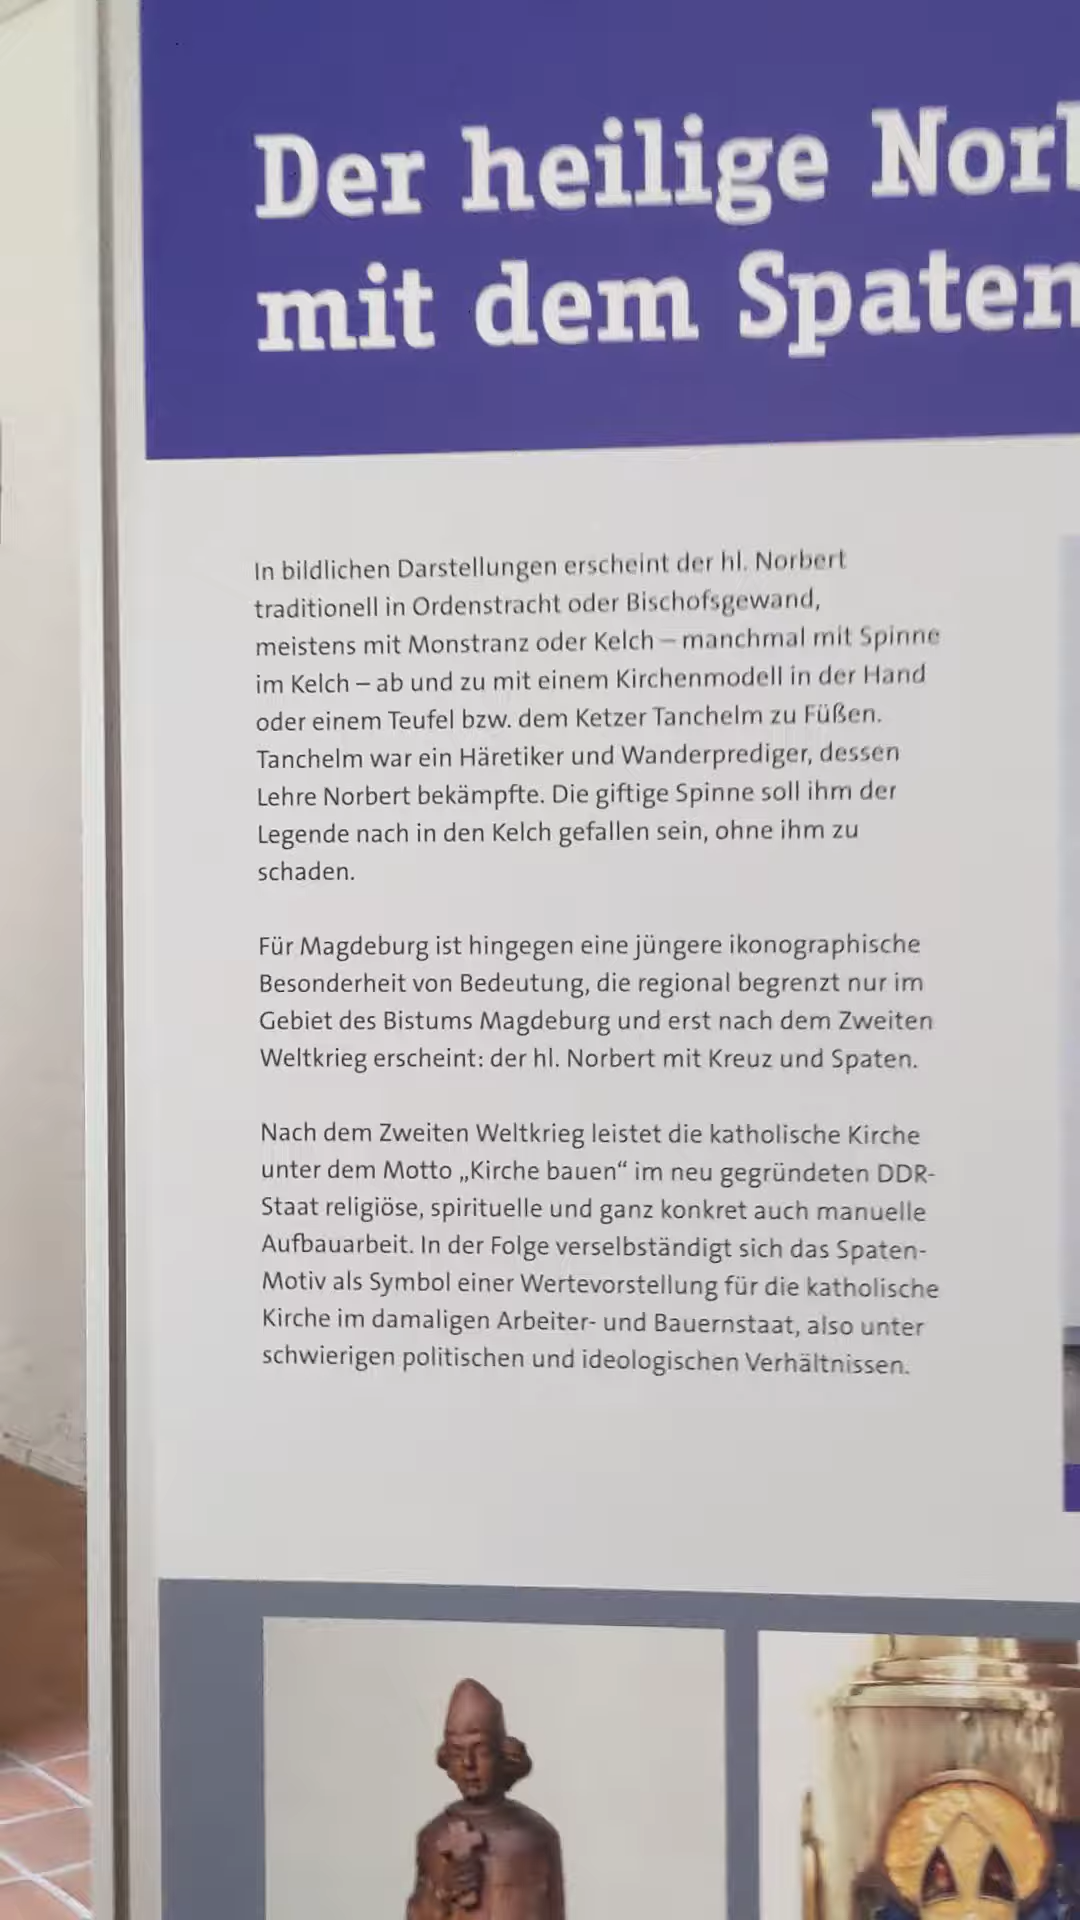 Der heilige Nor
mit dem Spaten
In bildlichen Darstellungen erscheint der hl. Norbert
traditionell in Ordenstracht oder Bischofsgewand,
meistens mit Monstranz oder Kelch – manchmal mit Spinne
im Kelch – ab und zu mit einem Kirchenmodell in der Hand
oder einem Teufel bzw. dem Ketzer Tanchelm zu Füßen.
Tanchelm war ein Häretiker und Wanderprediger, dessen
Lehre Norbert bekämpfte. Die giftige Spinne soll ihm der
Legende nach in den Kelch gefallen sein, ohne ihm zu
schaden.
Für Magdeburg ist hingegen eine jüngere ikonographische
Besonderheit von Bedeutung, die regional begrenzt nur im
Gebiet des Bistums Magdeburg und erst nach dem Zweiten
Weltkrieg erscheint: der hl. Norbert mit Kreuz und Spaten.
Nach dem Zweiten Weltkrieg leistet die katholische Kirche
unter dem Motto „Kirche bauen“ im neu gegründeten DDR-
Staat religiöse, spirituelle und ganz konkret auch manuelle
Aufbauarbeit. In der Folge verselbständigt sich das Spaten-
Motiv als Symbol einer Wertevorstellung für die katholische
Kirche im damaligen Arbeiter- und Bauernstaat, also unter
schwierigen politischen und ideologischen Verhältnissen.